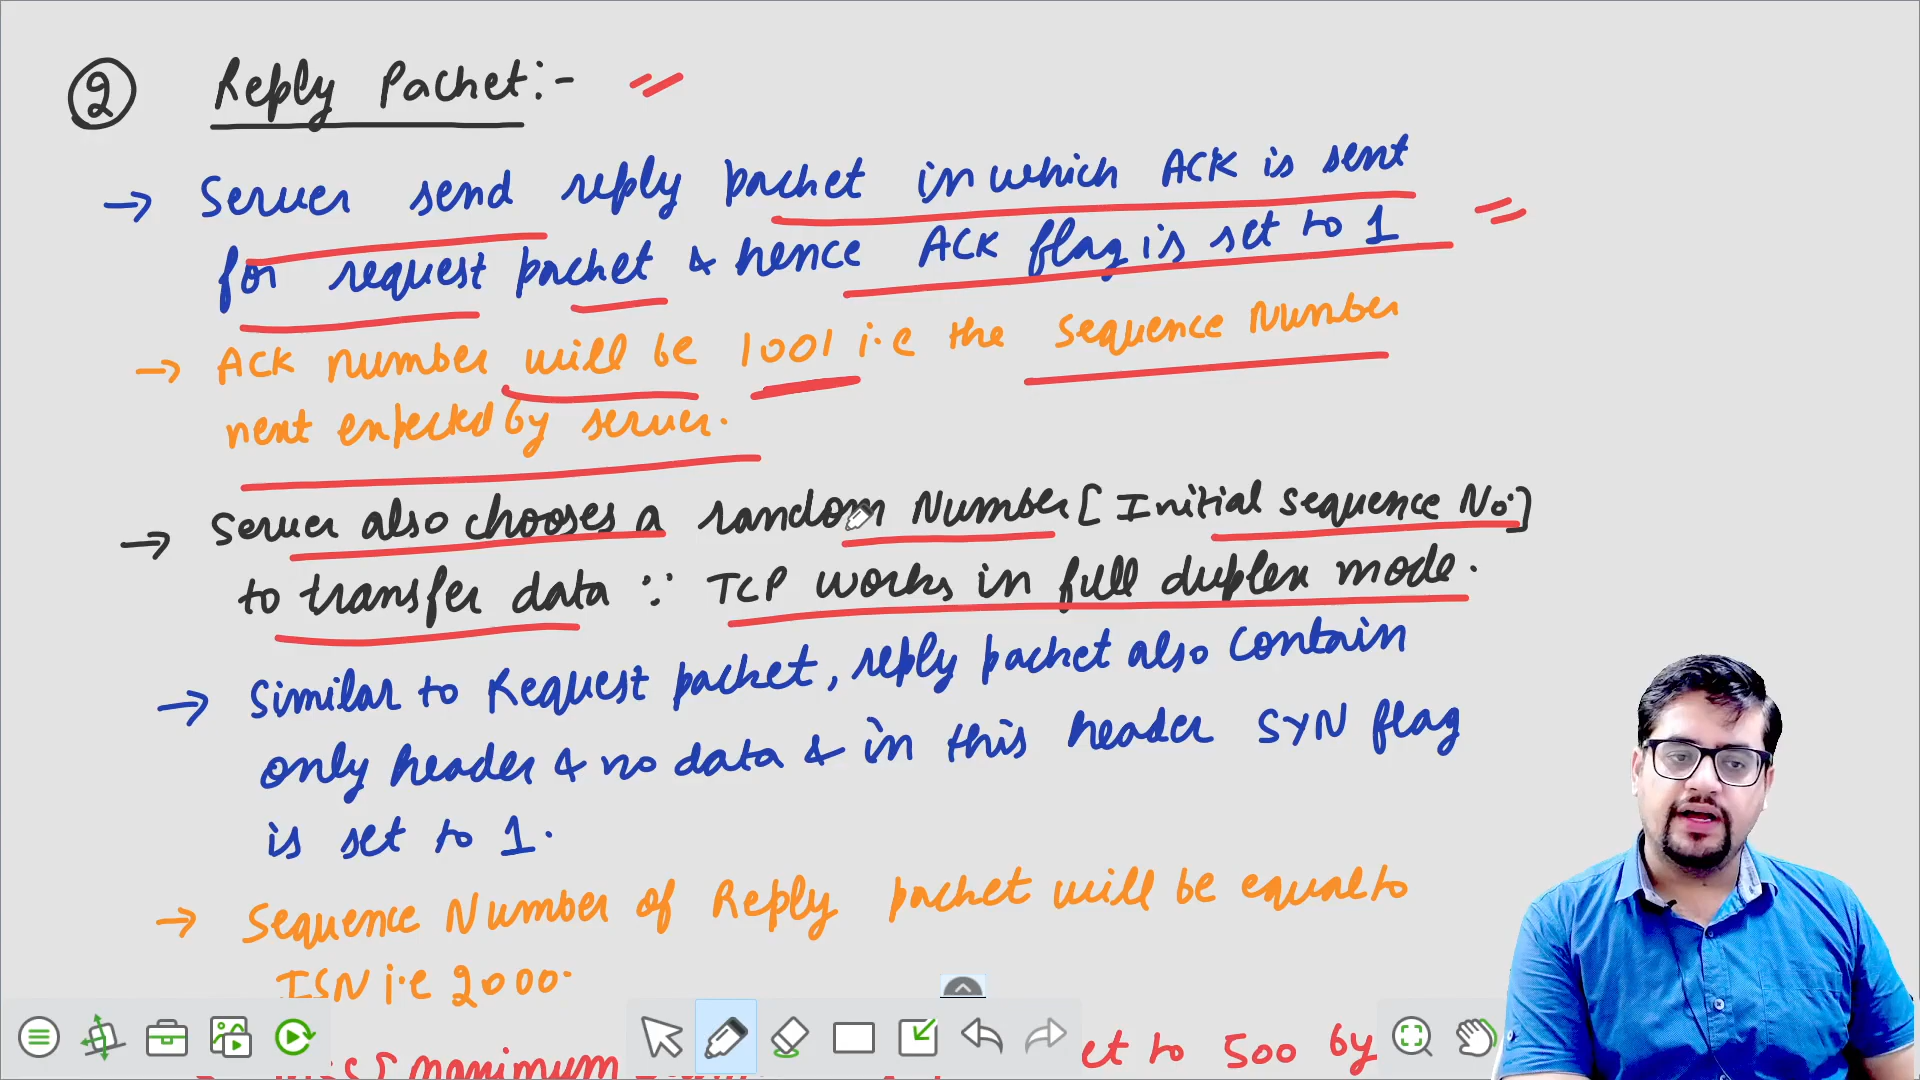 2 Reply Packet:-
→ Server send reply packet in which ACK is sent
for request packet & hence ACK flag is set to 1
→ ACK number will be 1001 i.e the Sequence Number
next expected by server.
→ Server also chooses a random Number [Initial sequence No.]
to transfer data ∵ TCP works in full duplex mode.
→ Similar to Request packet, reply packet also contain
only header & no data & in this header SYN flag
is set to 1.
→ Sequence Number of Reply packet will be equal to
ISN i.e 2000.
maximum et to 500 by